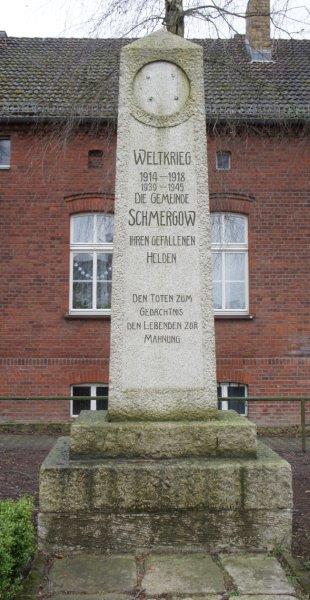 WELTKRIEG
1914-1918
1939-1945
DIE GEMEINDE
SCHMERGOW
IHREN GEFALLENEN
HELDEN
DEN TOTEN ZUM
GEDÄCHTNIS
DEN LEBENDEN ZUR
MAHNUNG